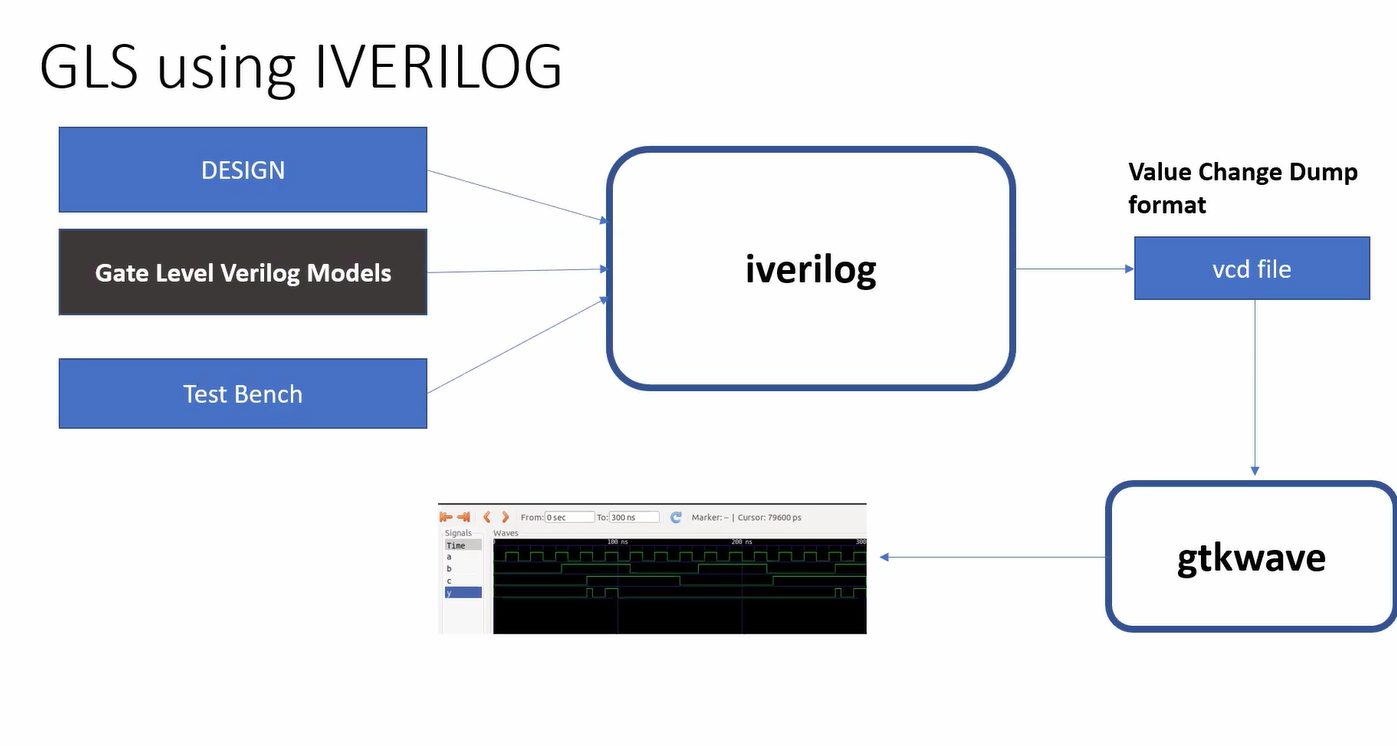 GLS using IVERILOG
DESIGN
Gate Level Verilog Models
Test Bench
iverilog
Value Change Dump
format
vcd file
gtkwave
From: 0 sec To: 300 ns Marker: -- | Cursor: 79600 ps
Signals Waves
Time 100 ns 200 ns 300
a
b
c
y